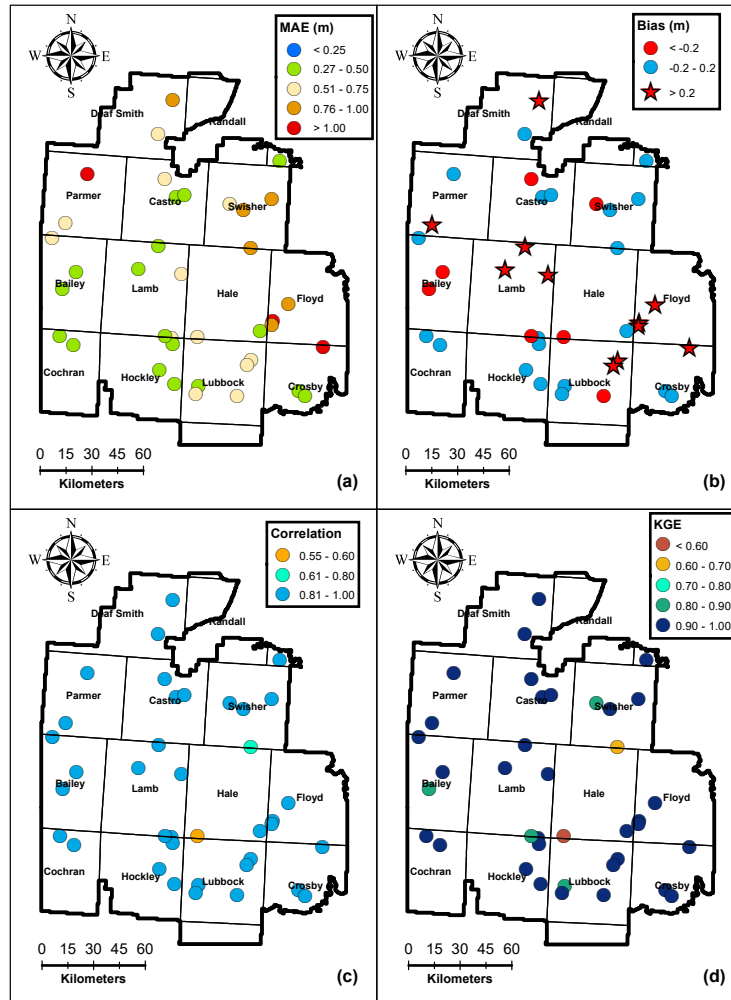 N
W E
S
MAE (m)
< 0.25
0.27 - 0.50
0.51 - 0.75
0.76 - 1.00
> 1.00
Deaf Smith
Randall
Parmer
Castro
Swisher
Bailey
Lamb
Hale
Floyd
Cochran
Hockley
Lubbock
Crosby
0 15 30 45 60
Kilometers
(a)
N
W E
S
Bias (m)
< -0.2
-0.2 - 0.2
> 0.2
Deaf Smith
Randall
Parmer
Castro
Swisher
Bailey
Lamb
Hale
Floyd
Cochran
Hockley
Lubbock
Crosby
0 15 30 45 60
Kilometers
(b)
N
W E
S
Correlation
0.55 - 0.60
0.61 - 0.80
0.81 - 1.00
Deaf Smith
Randall
Parmer
Castro
Swisher
Bailey
Lamb
Hale
Floyd
Cochran
Hockley
Lubbock
Crosby
0 15 30 45 60
Kilometers
(c)
N
W E
S
KGE
< 0.60
0.60 - 0.70
0.70 - 0.80
0.80 - 0.90
0.90 - 1.00
Deaf Smith
Randall
Parmer
Castro
Swisher
Bailey
Lamb
Hale
Floyd
Cochran
Hockley
Lubbock
Crosby
0 15 30 45 60
Kilometers
(d)